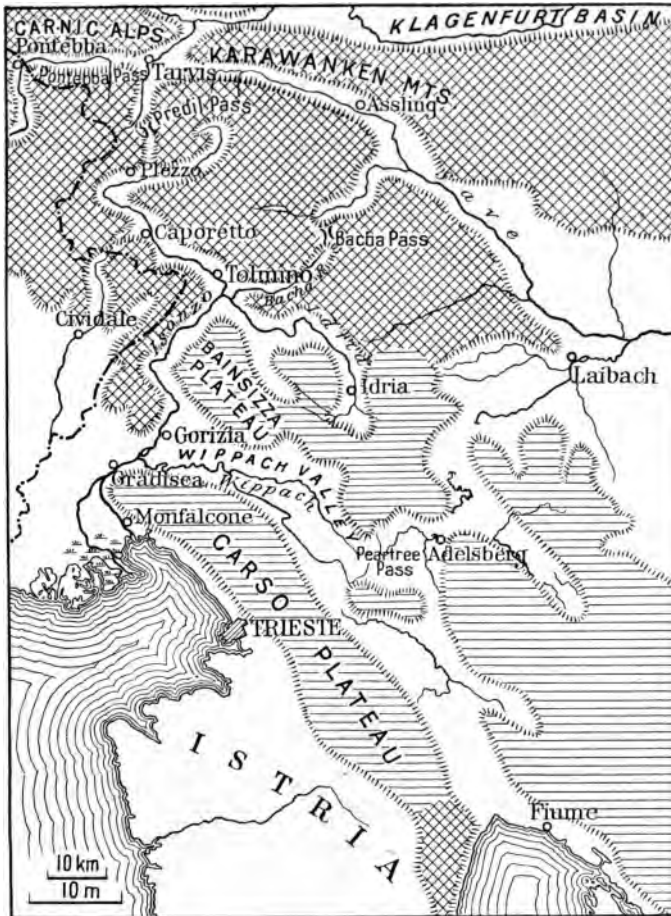 KLAGENFURT BASIN
CARNIC ALPS
Pontebba
Pontebba Pass
Tarvis
KARAWANKEN MTS
Assling
Predil Pass
Plezzo
Save
Caporetto
Bacha Pass
Tolmino
Bacha
Isonzo
Cividale
Idria
Laibach
BAINSIZZA
PLATEAU
Idria
Gorizia
WIPPACH VALLEY
Gradisca
Wippach
Monfalcone
Peartree
Pass
Adelsberg
CARSO
PLATEAU
TRIESTE
ISTRIA
Fiume
10 km
10 m